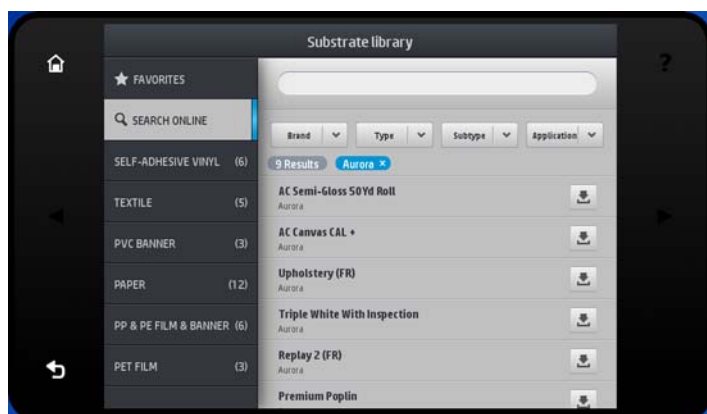 Substrate library
?
FAVORITES
SEARCH ONLINE
SELF-ADHESIVE VINYL (6)
TEXTILE (5)
PVC BANNER (3)
PAPER (12)
PP & PE FILM & BANNER (6)
PET FILM (3)
Brand Type Subtype Application
9 Results Aurora ×
AC Semi-Gloss 50Yd Roll
Aurora
AC Canvas CAL +
Aurora
Upholstery (FR)
Aurora
Triple White With Inspection
Aurora
Replay 2 (FR)
Aurora
Premium Poplin